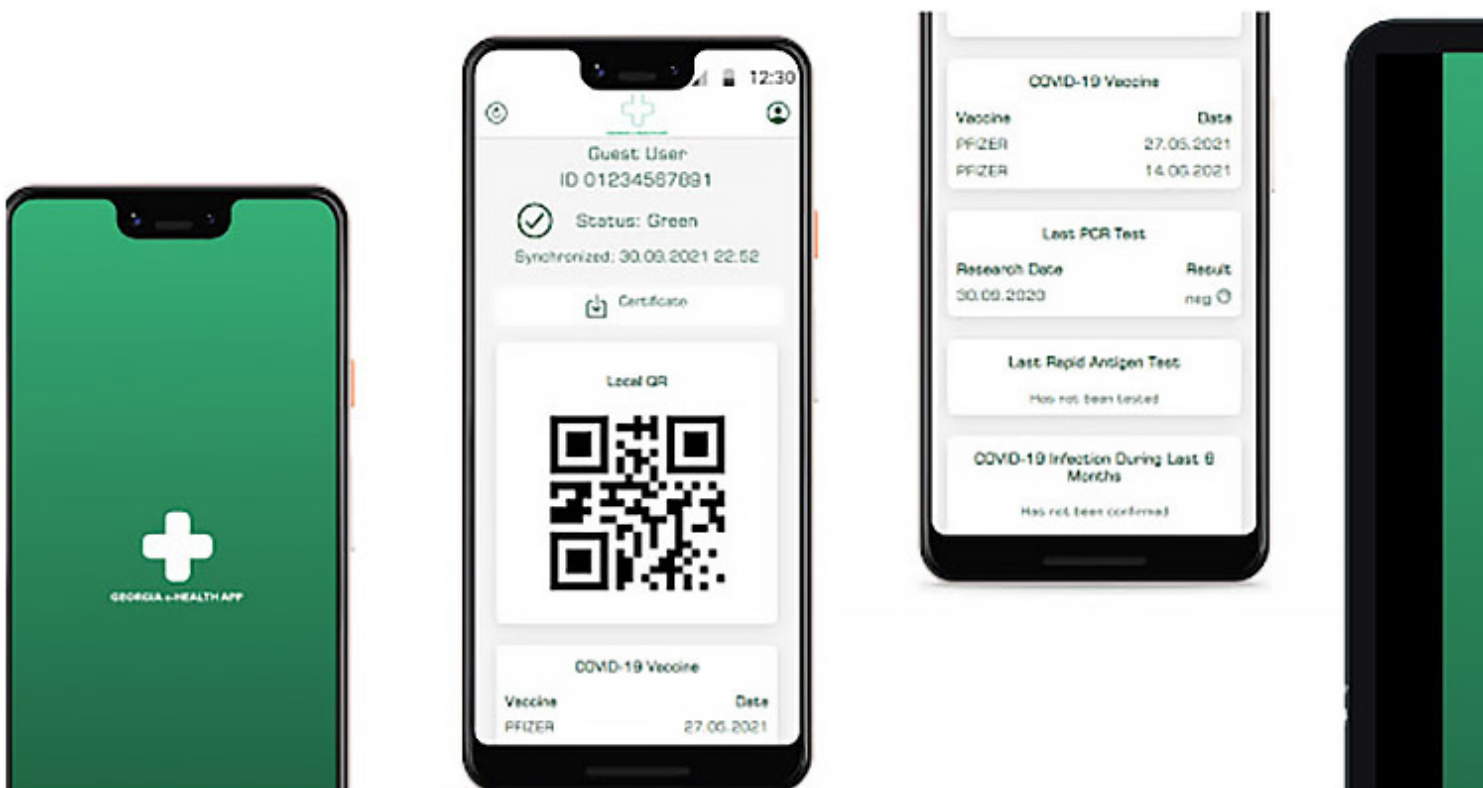 GEORGIA e-HEALTH APP
12:30
Guest User
ID 01234567891
Status: Green
Synchronized: 30.09.2021 22:52
Certificate
Local QR
COVID-19 Vaccine
Vaccine Date
PFIZER 27.05.2021
COVID-19 Vaccine
Vaccine Date
PFIZER 27.05.2021
PFIZER 14.06.2021
Last PCR Test
Research Date Result
30.09.2020 neg
Last Rapid Antigen Test
Has not been tested
COVID-19 Infection During Last 6
Months
Has not been confirmed